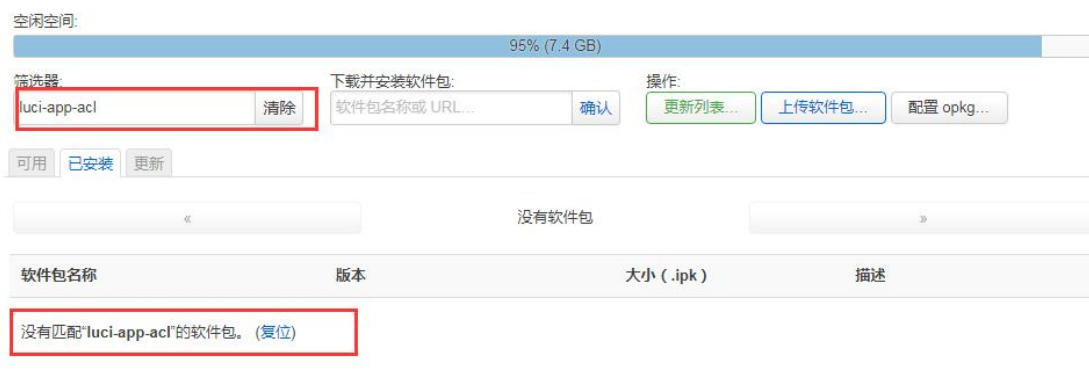 空闲空间:
95% (7.4 GB)
筛选器: 下载并安装软件包: 操作:
luci-app-acl 清除 软件包名称或 URL... 确认 更新列表... 上传软件包... 配置 opkg...
可用 已安装 更新
« 没有软件包 »
软件包名称 版本 大小 ( .ipk ) 描述
没有匹配“luci-app-acl”的软件包。 (复位)